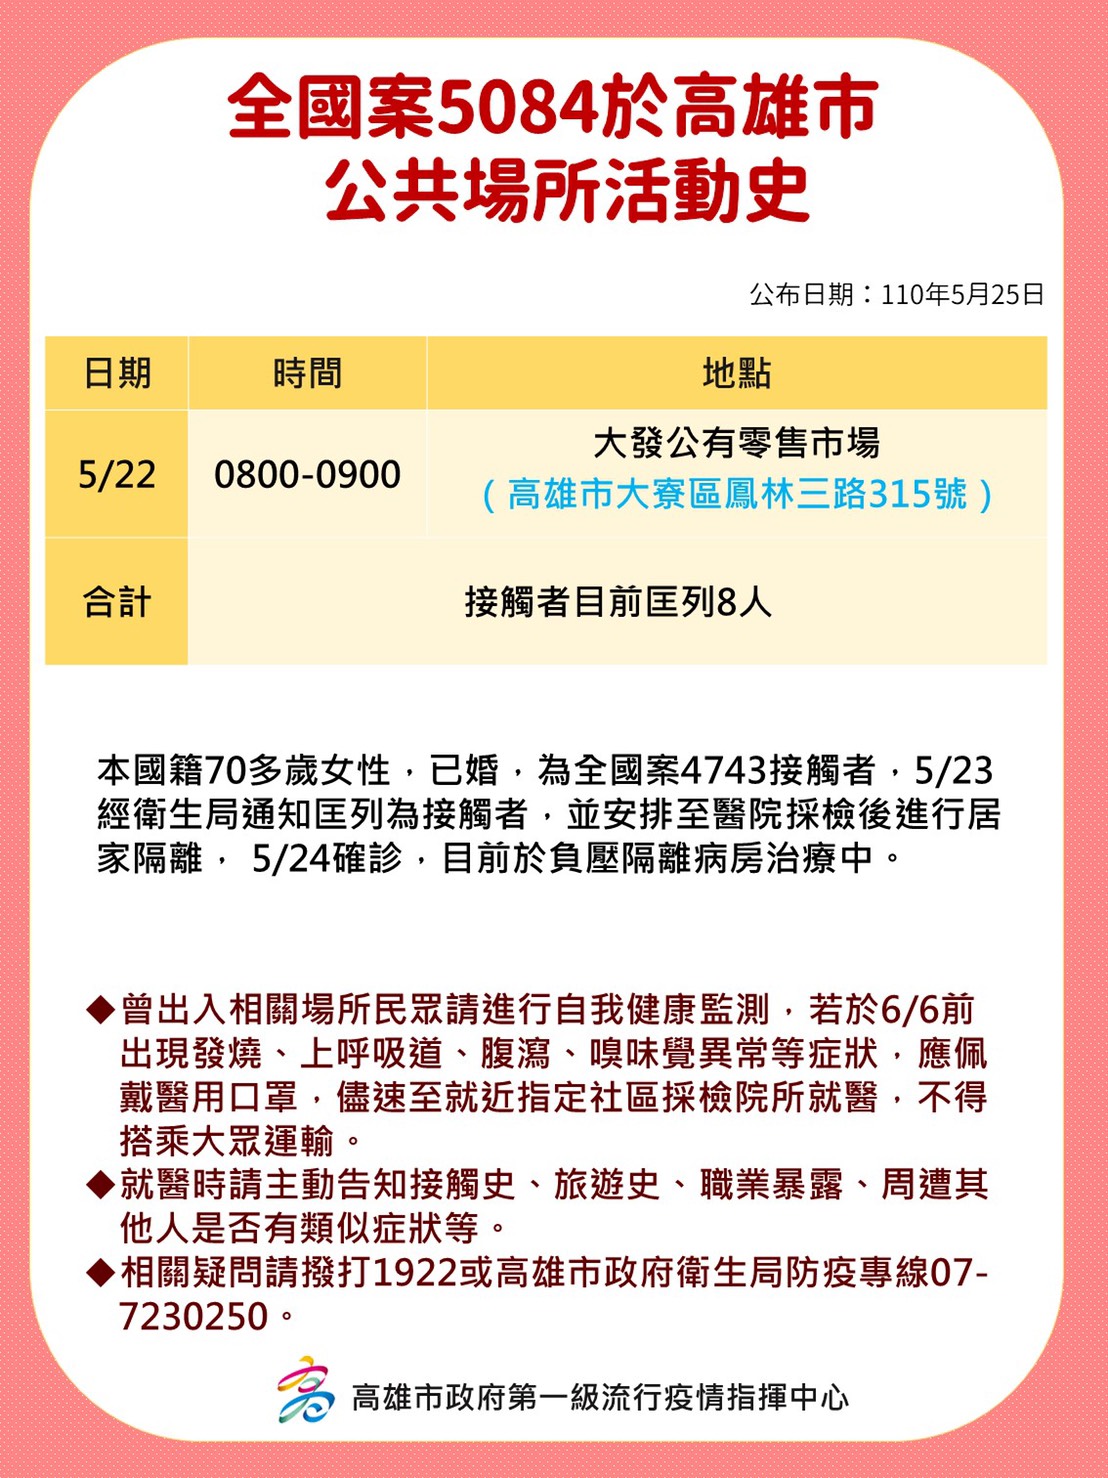 全國案5084於高雄市
公共場所活動史
公布日期：110年5月25日
日期 時間 地點
5/22 0800-0900 大發公有零售市場
（高雄市大寮區鳳林三路315號）
合計 接觸者目前匡列8人
本國籍70多歲女性，已婚，為全國案4743接觸者，5/23
經衛生局通知匡列為接觸者，並安排至醫院採檢後進行居
家隔離， 5/24確診，目前於負壓隔離病房治療中。
◆曾出入相關場所民眾請進行自我健康監測，若於6/6前
出現發燒、上呼吸道、腹瀉、嗅味覺異常等症狀，應佩
戴醫用口罩，儘速至就近指定社區採檢院所就醫，不得
搭乘大眾運輸。
◆就醫時請主動告知接觸史、旅遊史、職業暴露、周遭其
他人是否有類似症狀等。
◆相關疑問請撥打1922或高雄市政府衛生局防疫專線07-
7230250。
高雄市政府第一級流行疫情指揮中心